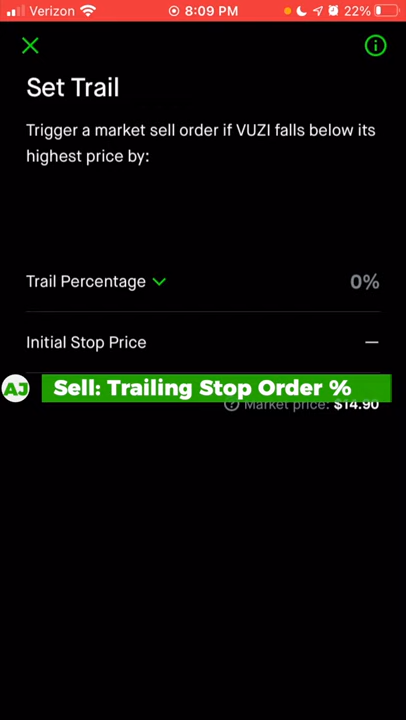 Verizon 8:09 PM 22%
Set Trail
Trigger a market sell order if VUZI falls below its
highest price by:
Trail Percentage 0%
Initial Stop Price —
AJ Sell: Trailing Stop Order %
Market price: $14.90